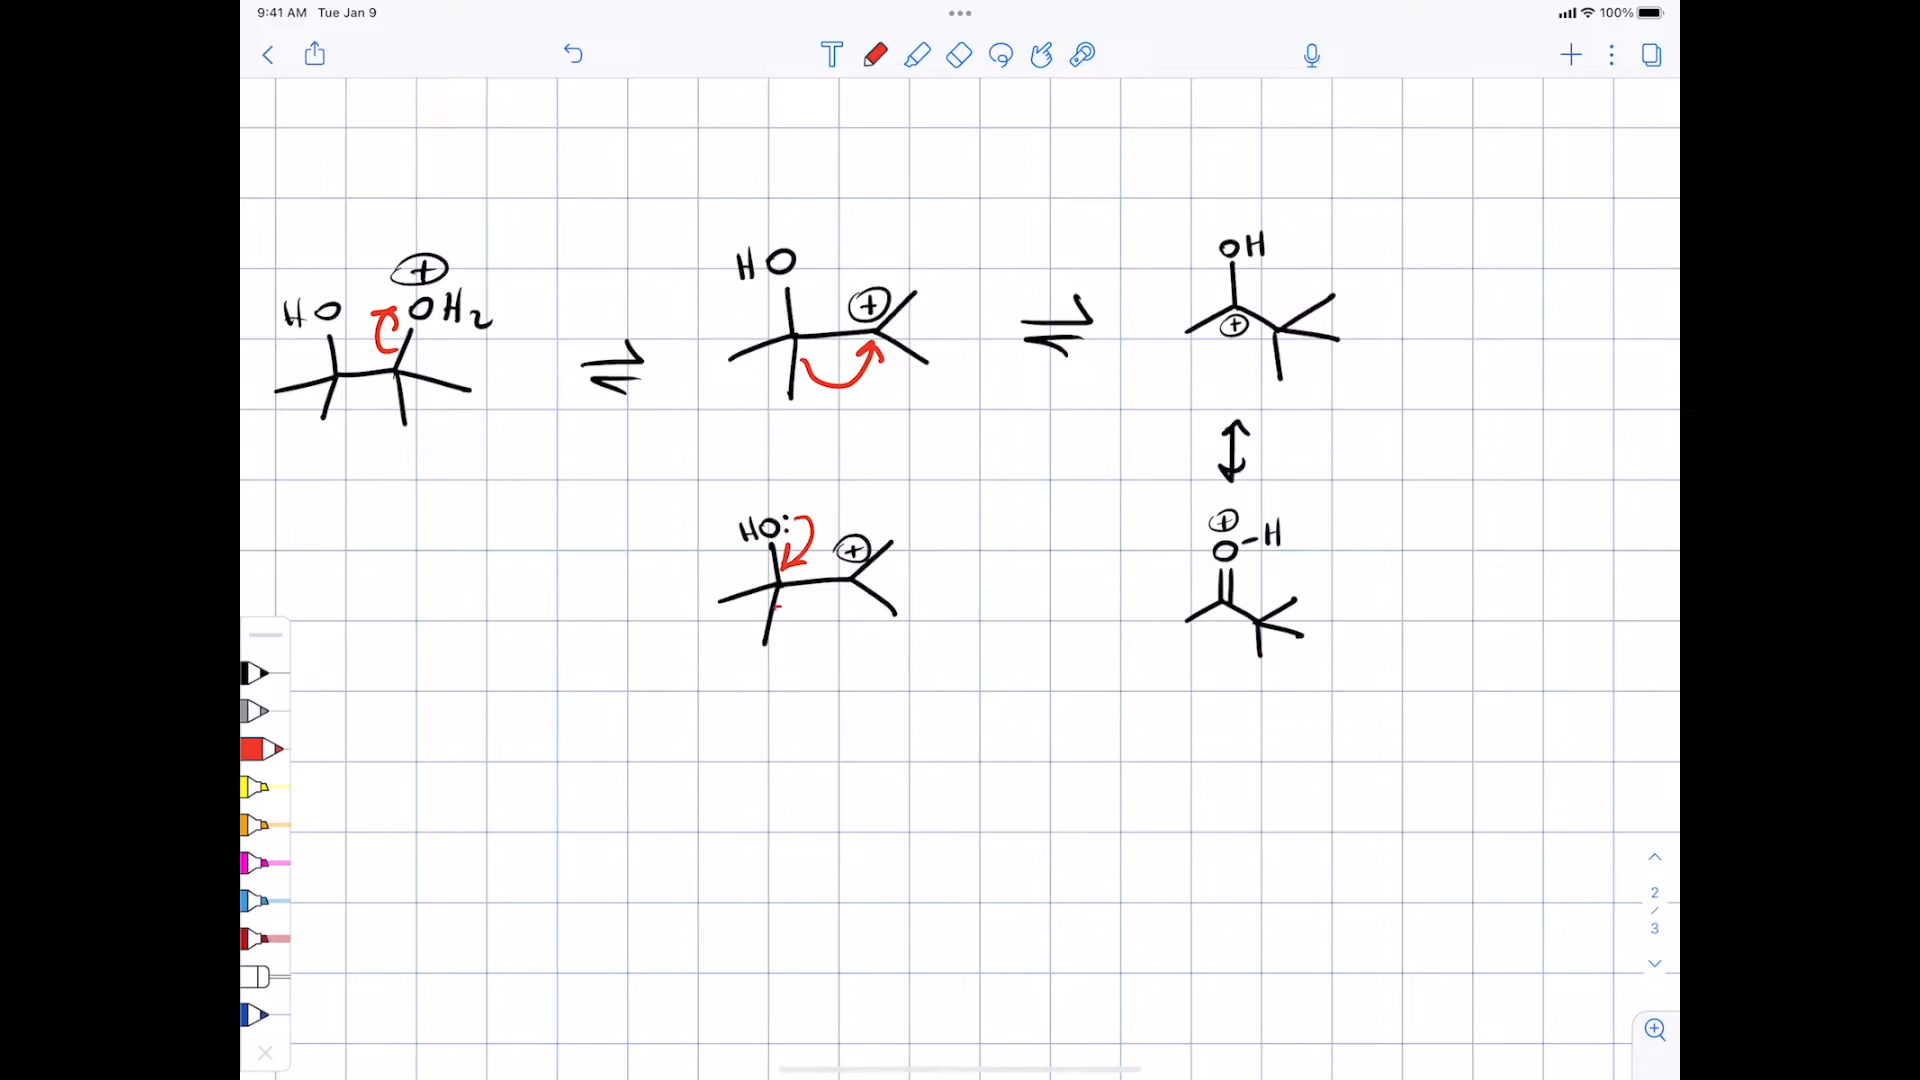 9:41 AM Tue Jan 9
100%
T
HO ⊕ OH2
HO ⊕
OH ⊕
HO: ⊕
⊕ O-H
2
/
3